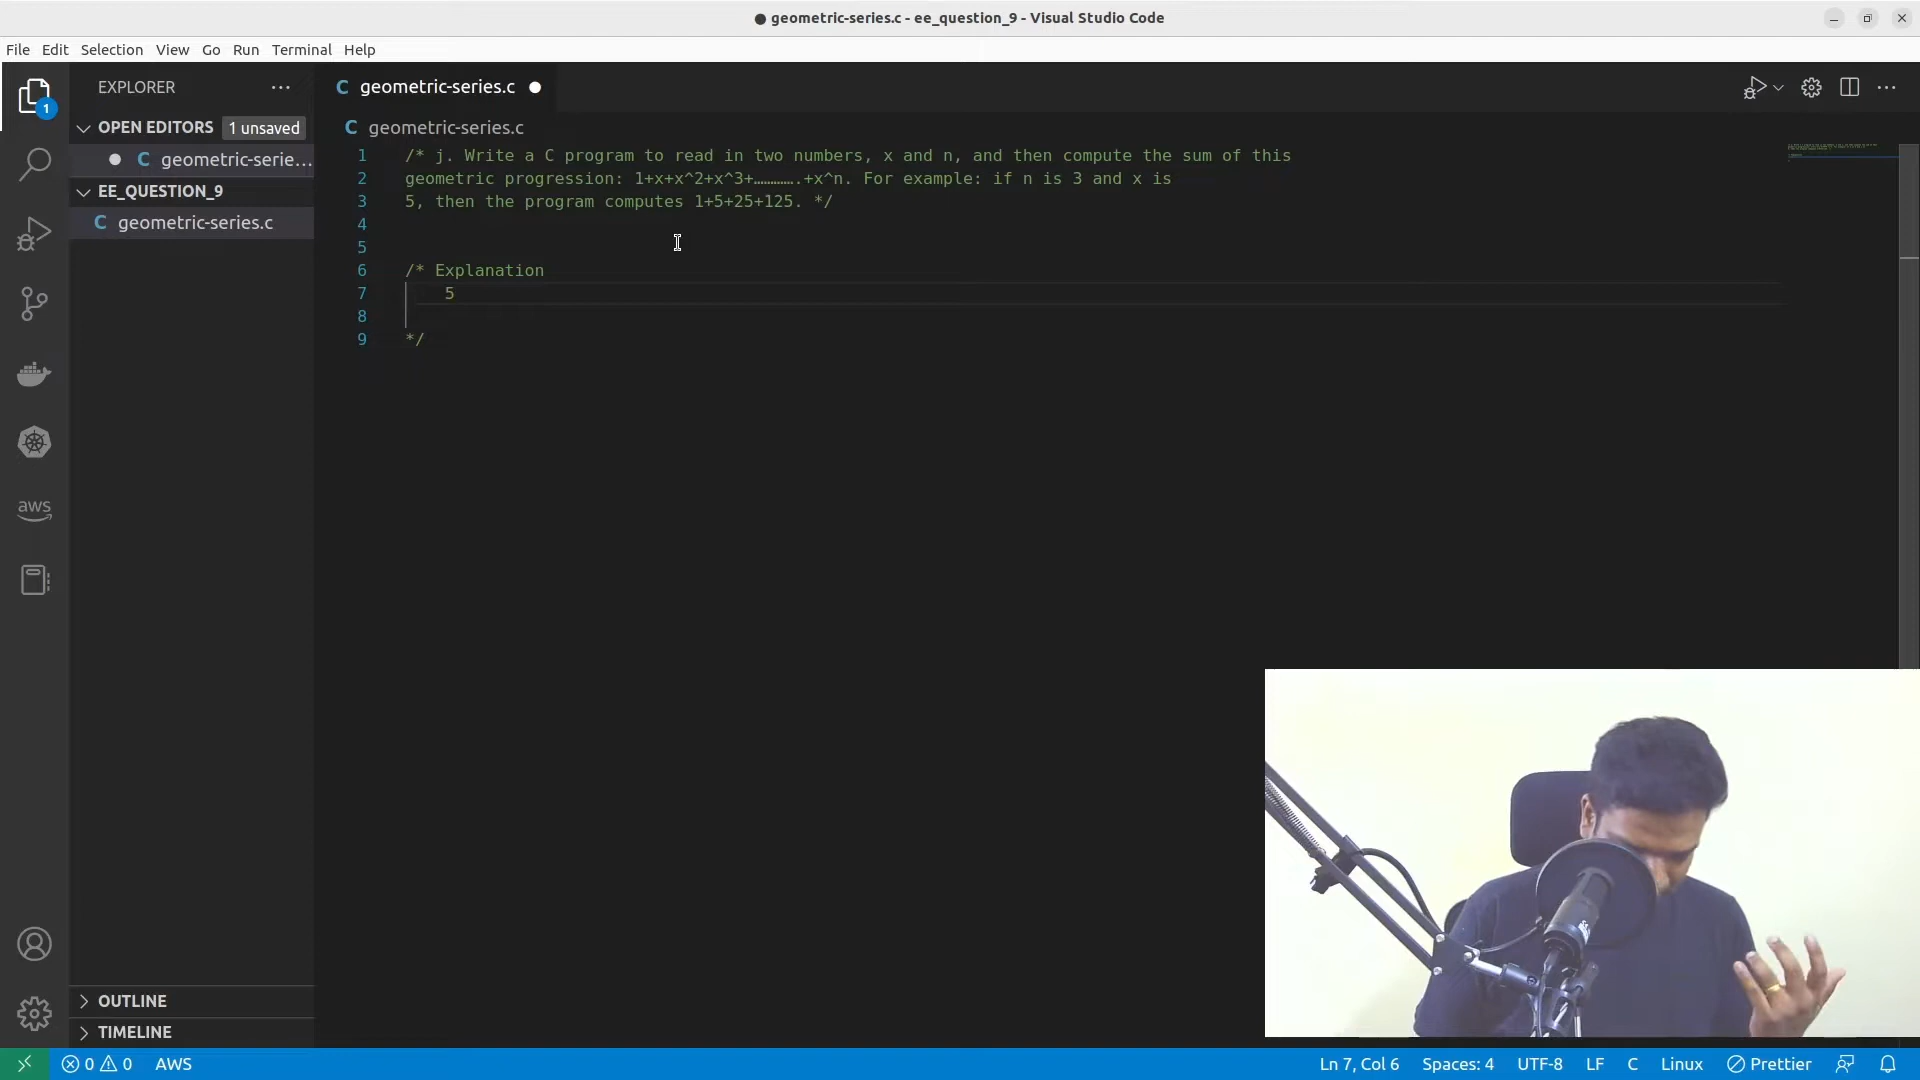 ● geometric-series.c - ee_question_9 - Visual Studio Code
File Edit Selection View Go Run Terminal Help
EXPLORER
OPEN EDITORS 1 unsaved
C geometric-serie...
EE_QUESTION_9
C geometric-series.c
OUTLINE
TIMELINE
1
aws
C geometric-series.c
C geometric-series.c
1 /* j. Write a C program to read in two numbers, x and n, and then compute the sum of this
2 geometric progression: 1+x+x^2+x^3+………….+x^n. For example: if n is 3 and x is
3 5, then the program computes 1+5+25+125. */
4
5
6 /* Explanation
7 5
8
9 */
0 0 AWS Ln 7, Col 6 Spaces: 4 UTF-8 LF C Linux Prettier